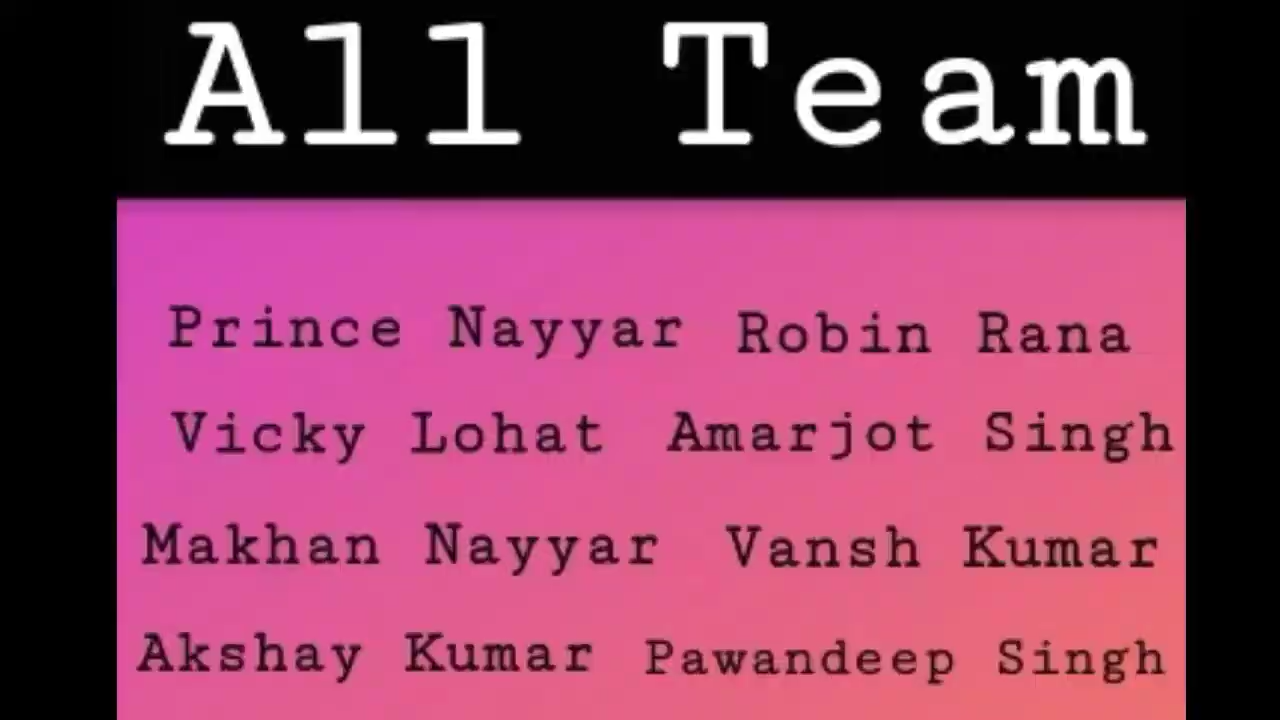 All Team
Prince Nayyar Robin Rana
Vicky Lohat Amarjot Singh
Makhan Nayyar Vansh Kumar
Akshay Kumar Pawandeep Singh